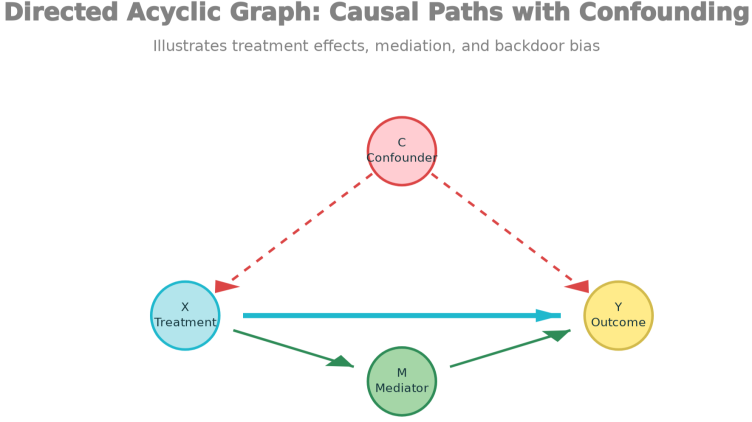 Directed Acyclic Graph: Causal Paths with Confounding
Illustrates treatment effects, mediation, and backdoor bias
C
Confounder
X
Treatment
Y
Outcome
M
Mediator